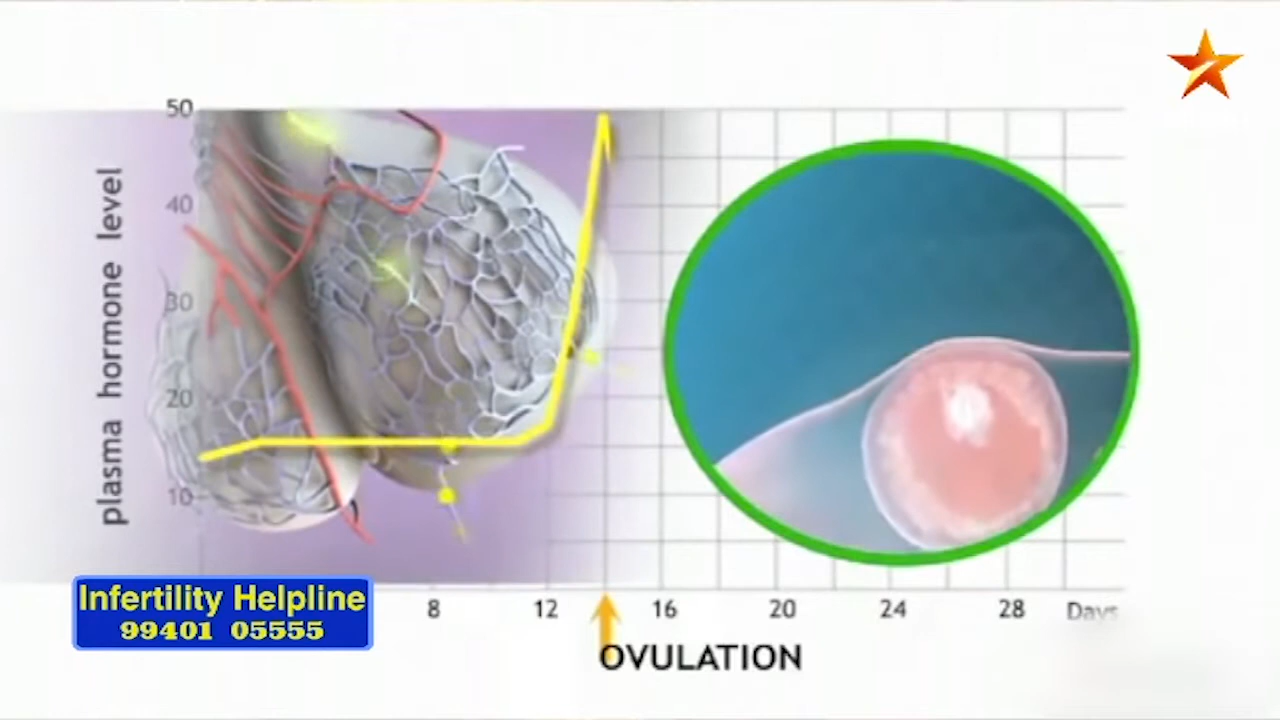 plasma hormone level
50
40
30
20
10
8 12 16 20 24 28 Days
OVULATION
Infertility Helpline
99401 05555